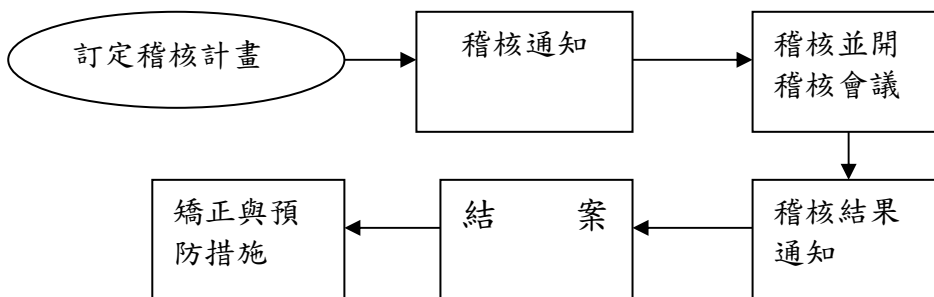 訂定稽核計畫
稽核通知
稽核並開
稽核會議
稽核結果
通知
結 案
矯正與預
防措施